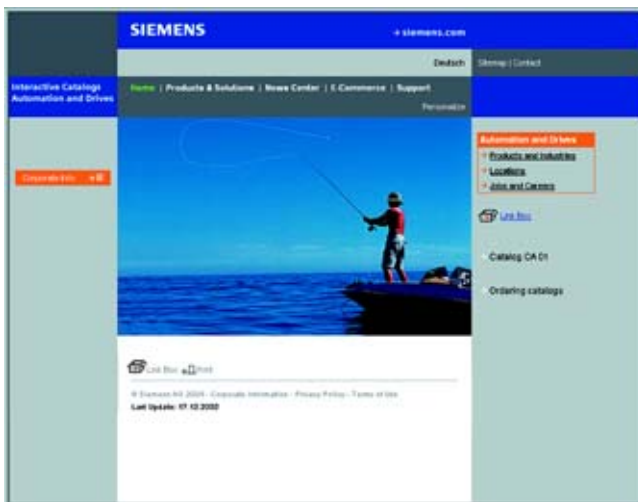 SIEMENS
siemens.com
Deutsch
Sitemap | Contact
Interactive Catalogs
Automation and Drives
Home | Products & Solutions | News Center | E-Commerce | Support
Personalize
Automation and Drives
Products and Industries
Locations
Jobs and Careers
Corporate Info
Link Box
Catalog CA 01
Ordering catalogs
Link Box Print
© Siemens AG - Corporate Information - Privacy Policy - Terms of Use
Last Update: 17.12.2002